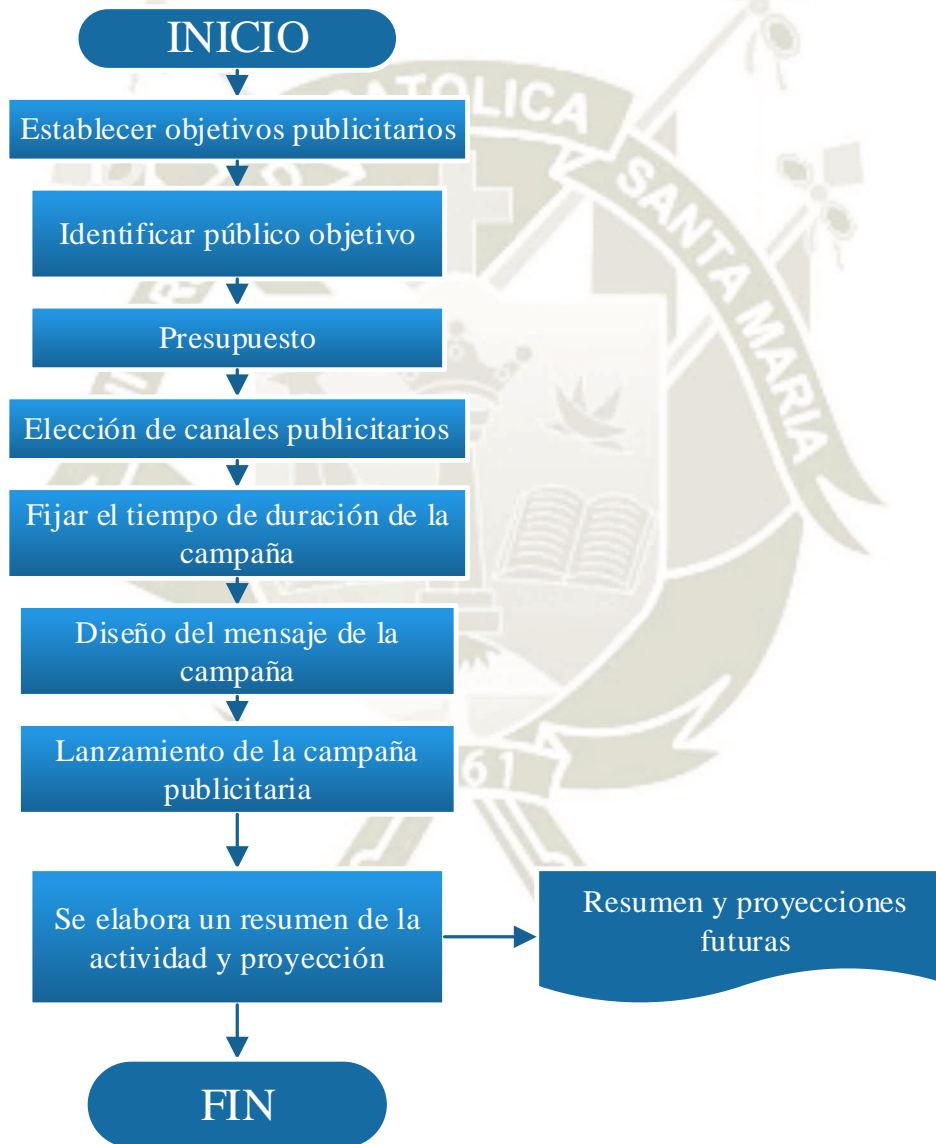 INICIO
Establecer objetivos publicitarios
Identificar público objetivo
Presupuesto
Elección de canales publicitarios
Fijar el tiempo de duración de la
campaña
Diseño del mensaje de la
campaña
Lanzamiento de la campaña
publicitaria
Se elabora un resumen de la
actividad y proyección
Resumen y proyecciones
futuras
FIN
CATOLICA
SANTA MARIA
61